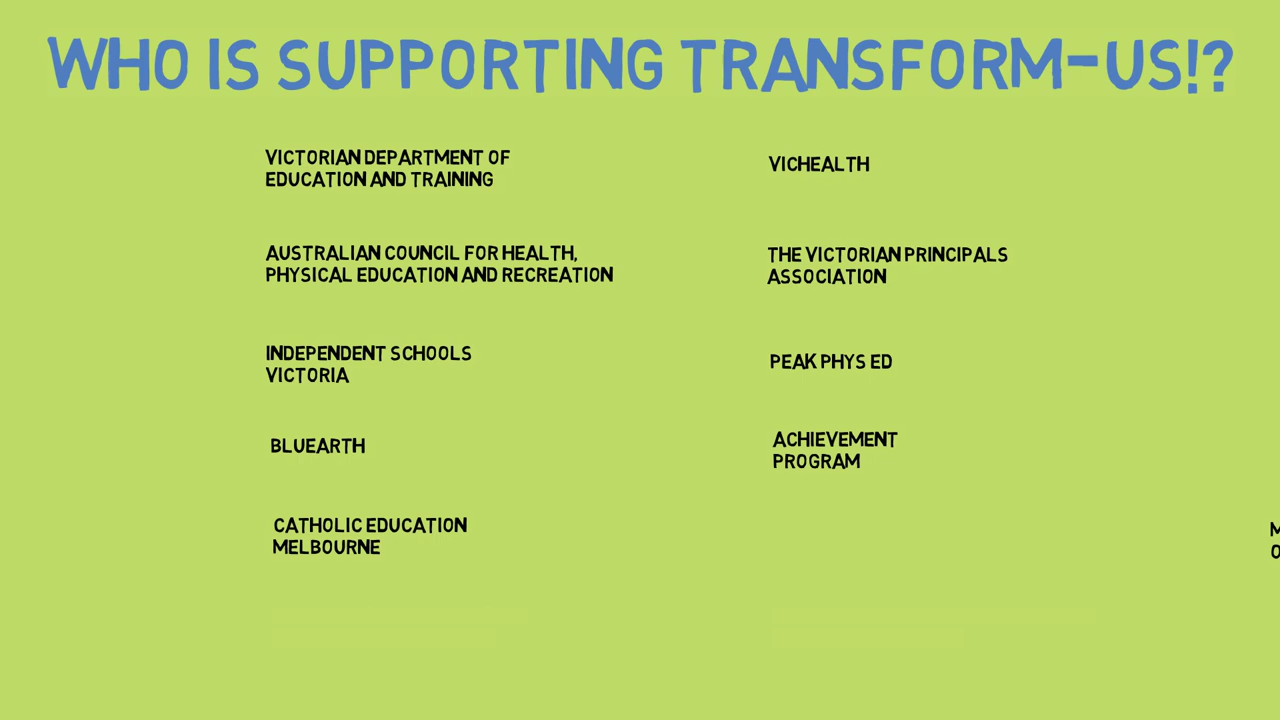 WHO IS SUPPORTING TRANSFORM-US!?
VICTORIAN DEPARTMENT OF
EDUCATION AND TRAINING
VICHEALTH
AUSTRALIAN COUNCIL FOR HEALTH,
PHYSICAL EDUCATION AND RECREATION
THE VICTORIAN PRINCIPALS
ASSOCIATION
INDEPENDENT SCHOOLS
VICTORIA
PEAK PHYS ED
BLUEARTH
ACHIEVEMENT
PROGRAM
CATHOLIC EDUCATION
MELBOURNE